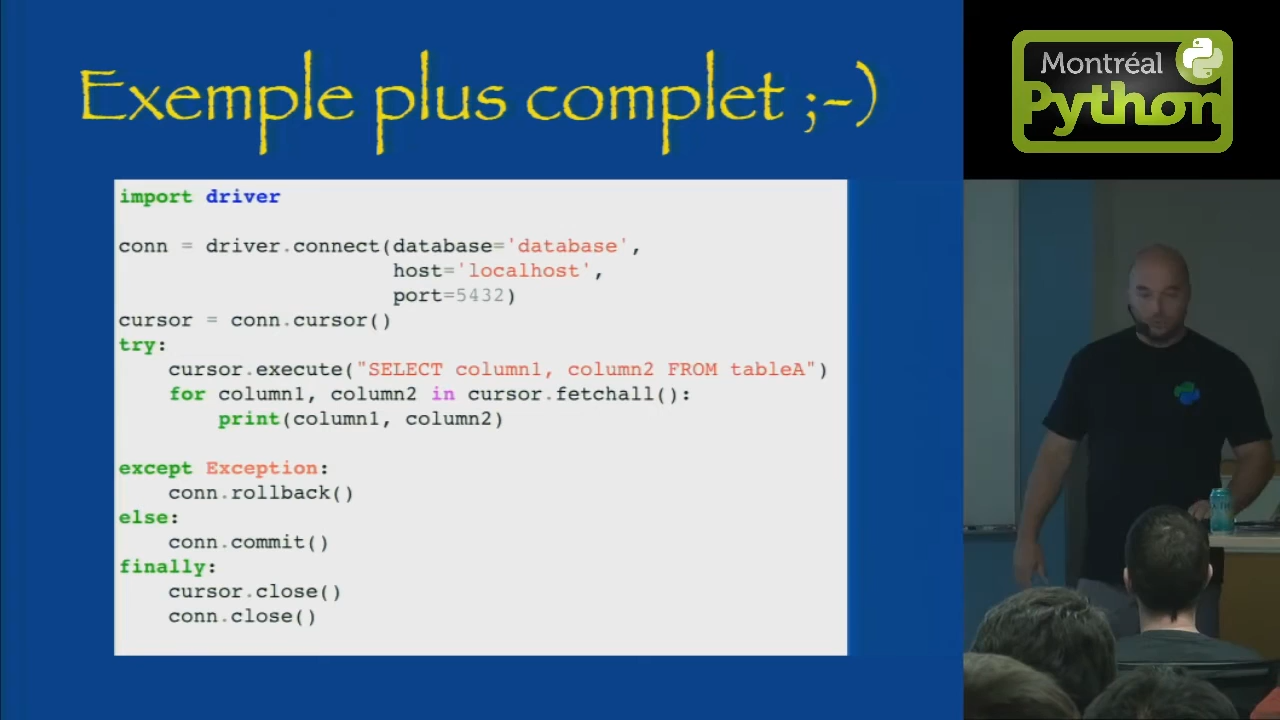 Exemple plus complet ;-)
import driver
conn = driver.connect(database='database',
host='localhost',
port=5432)
cursor = conn.cursor()
try:
cursor.execute("SELECT column1, column2 FROM tableA")
for column1, column2 in cursor.fetchall():
print(column1, column2)
except Exception:
conn.rollback()
else:
conn.commit()
finally:
cursor.close()
conn.close()
Montréal
Python